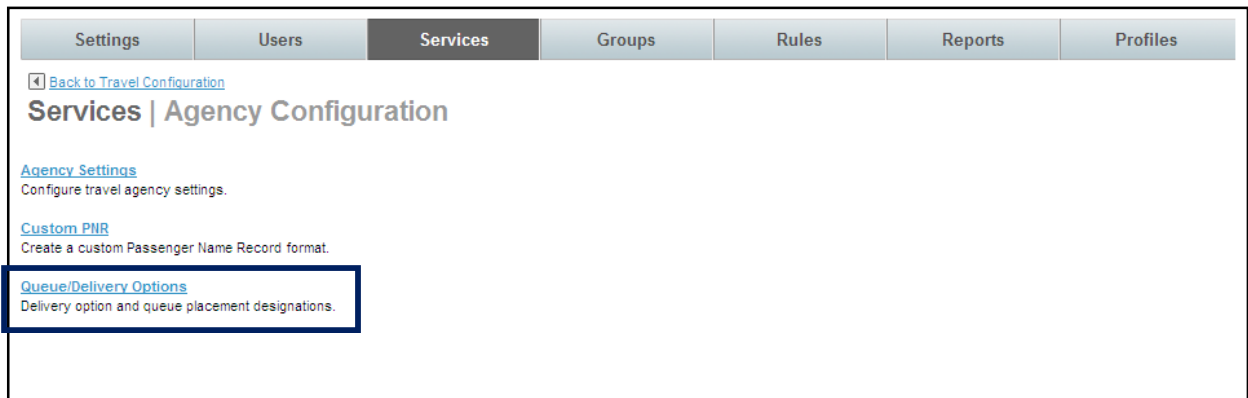 Settings Users Services Groups Rules Reports Profiles
Back to Travel Configuration
Services | Agency Configuration
Agency Settings
Configure travel agency settings.
Custom PNR
Create a custom Passenger Name Record format.
Queue/Delivery Options
Delivery option and queue placement designations.